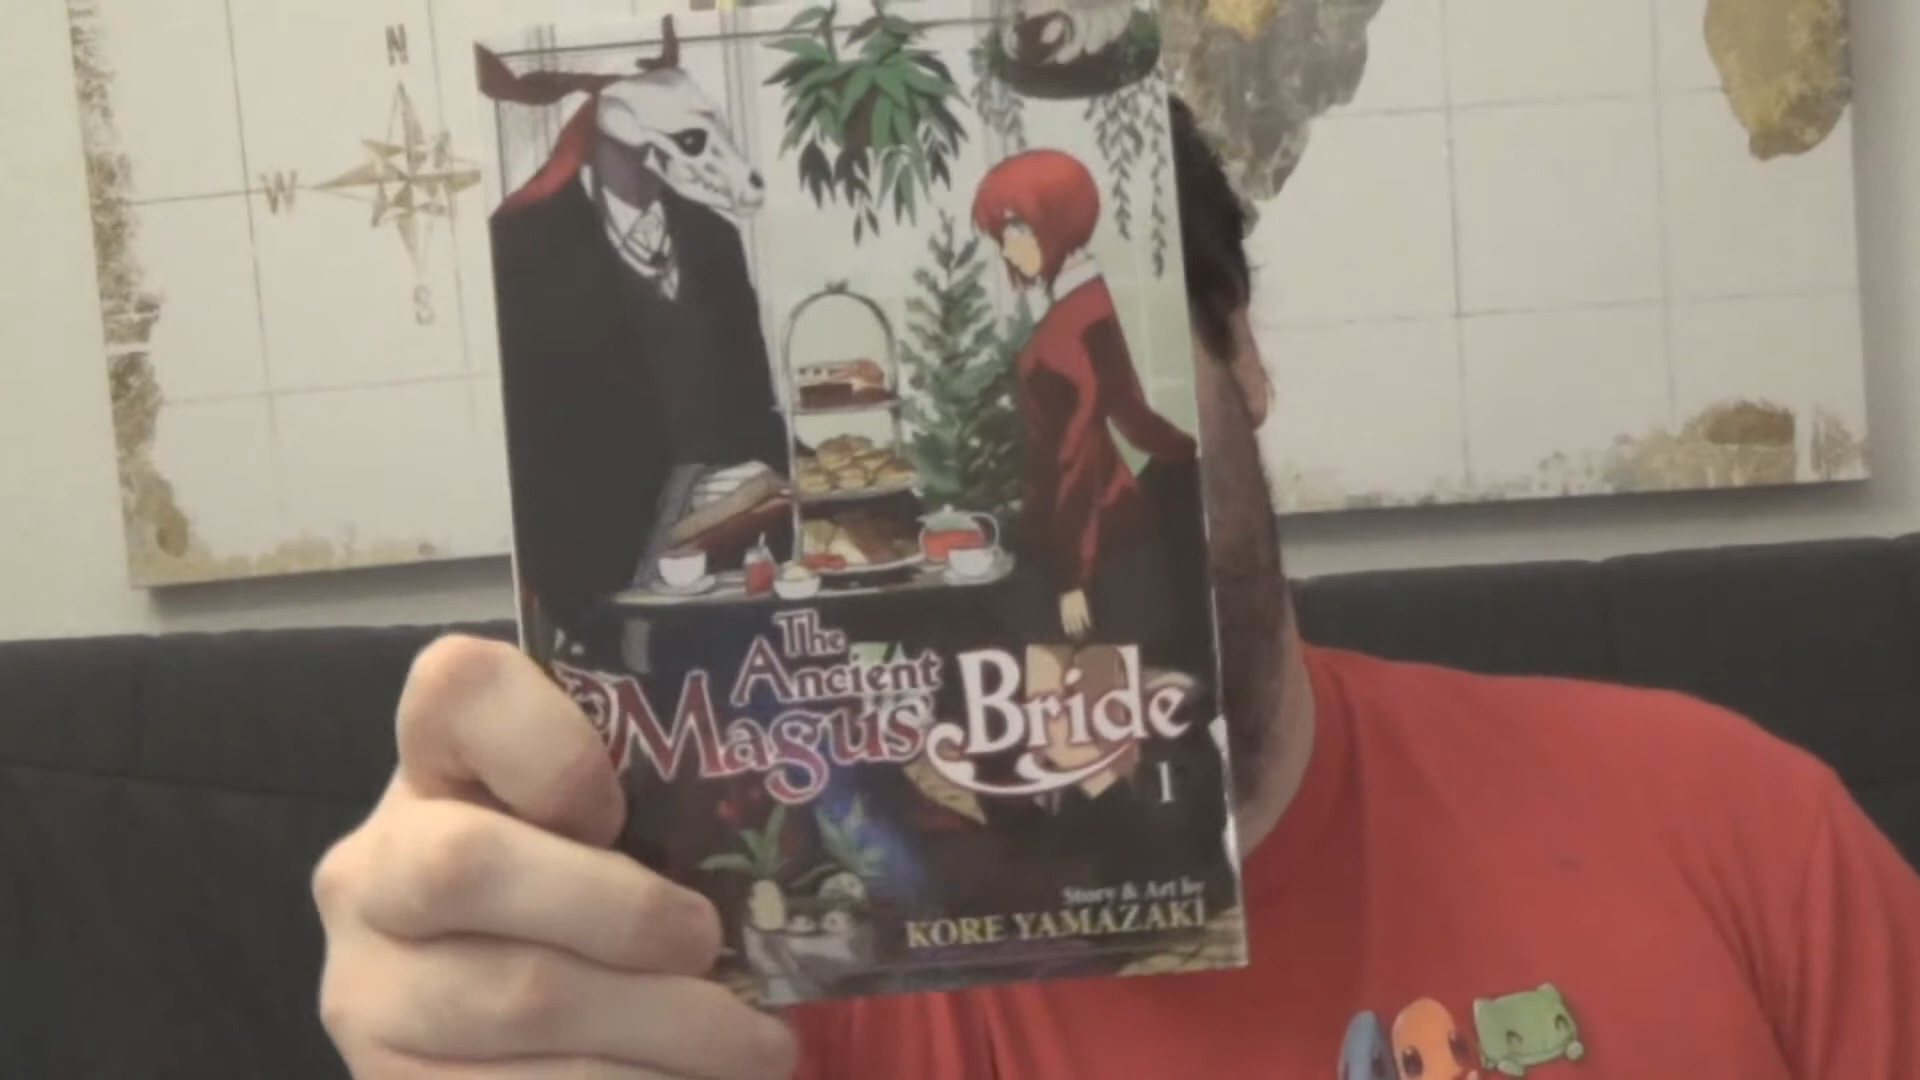 N
W
S
The
Ancient
Magus Bride
1
Story & Art by
KORE YAMAZAKI